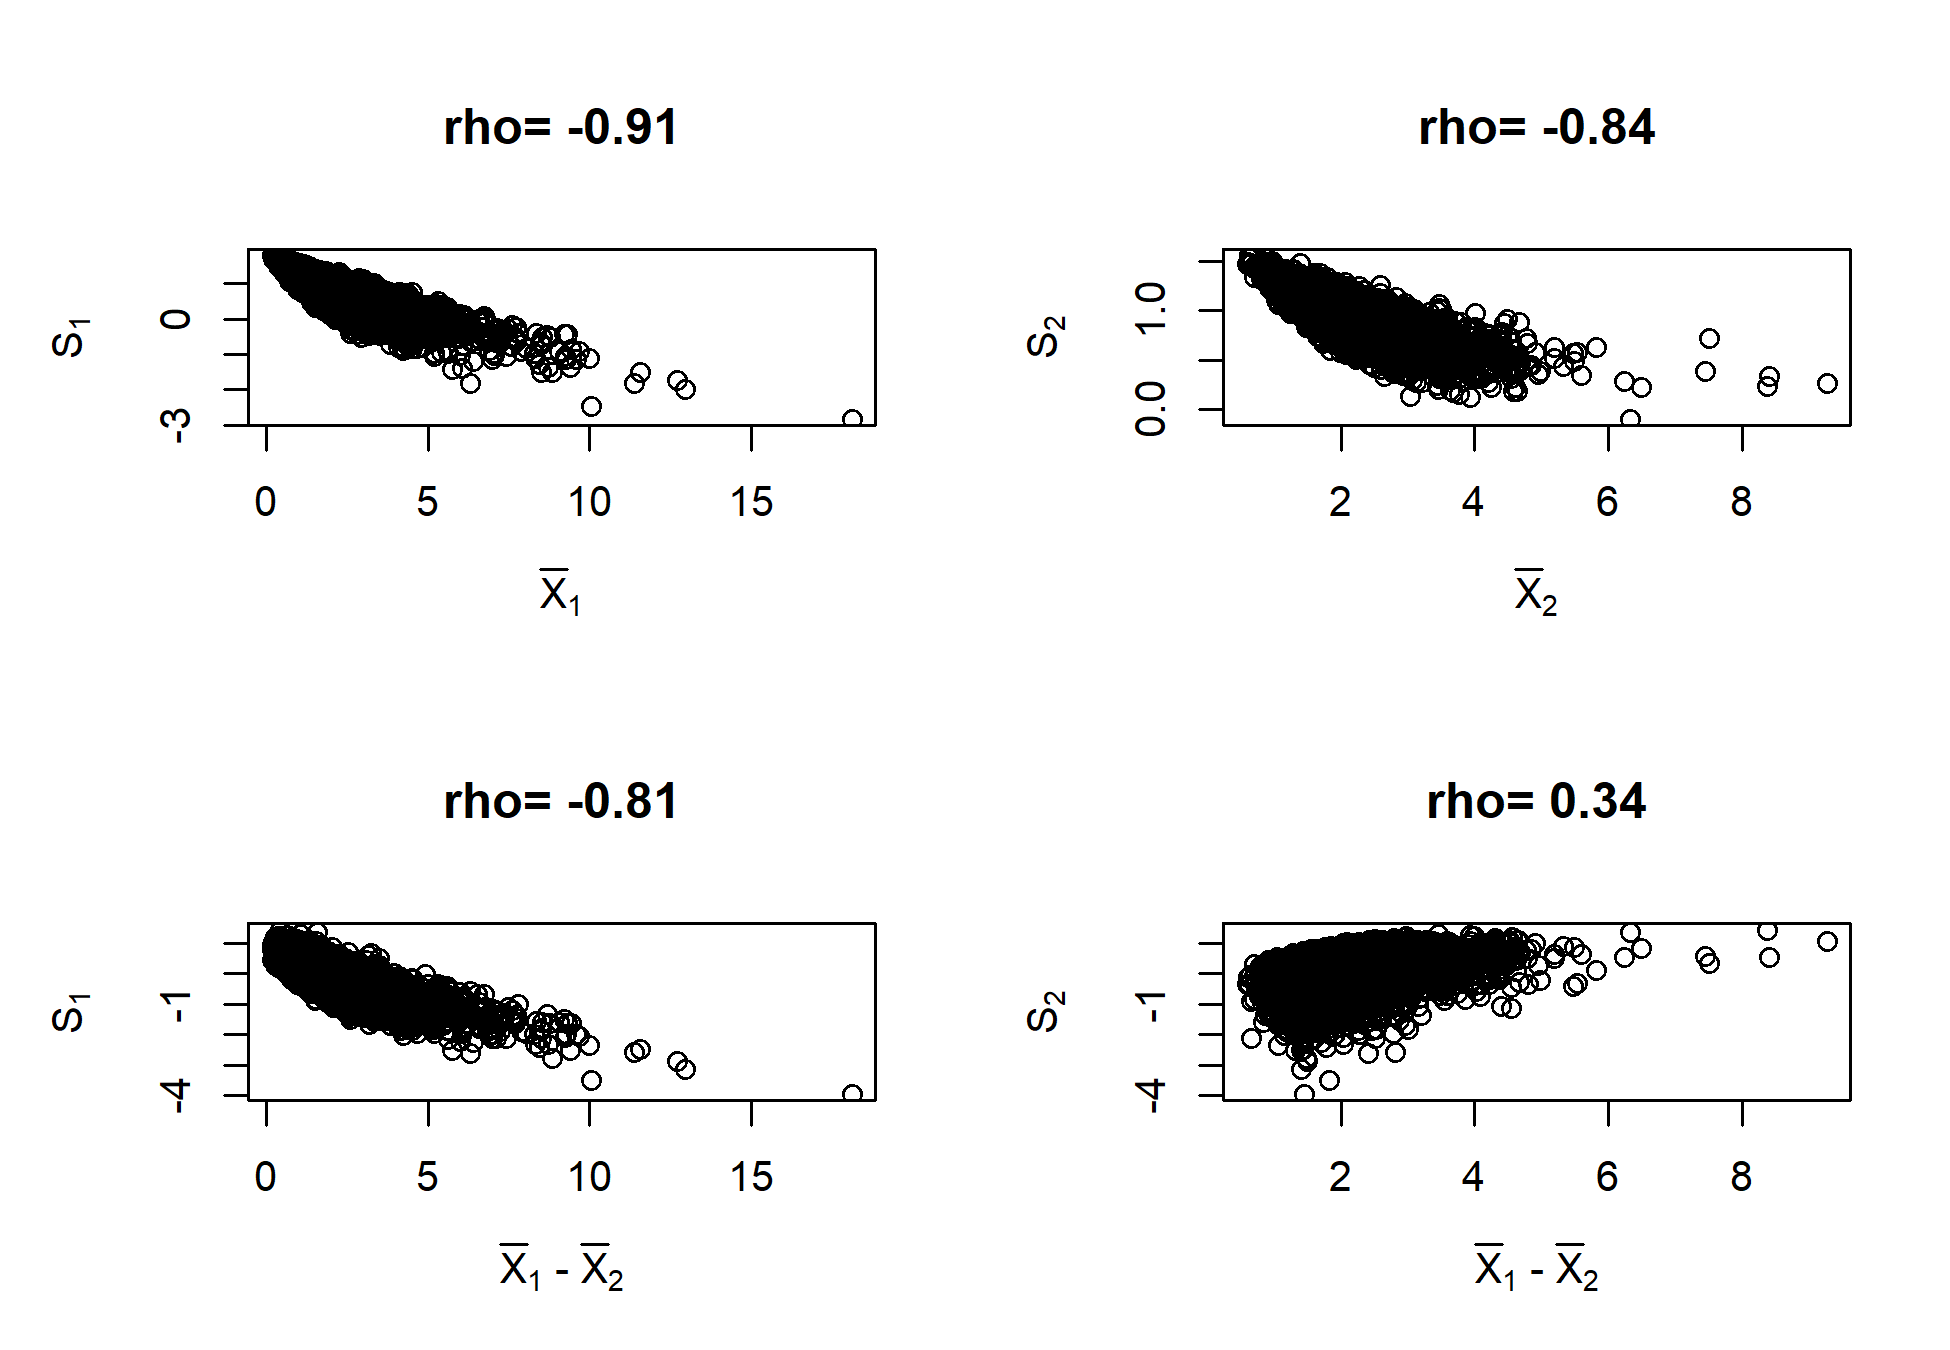 rho= -0.91
S1
0
-3
0 5 10 15
X̅1
rho= -0.84
S2
1.0
0.0
2 4 6 8
X̅2
rho= -0.81
S1
-1
-4
0 5 10 15
X̅1 - X̅2
rho= 0.34
S2
-1
-4
2 4 6 8
X̅1 - X̅2